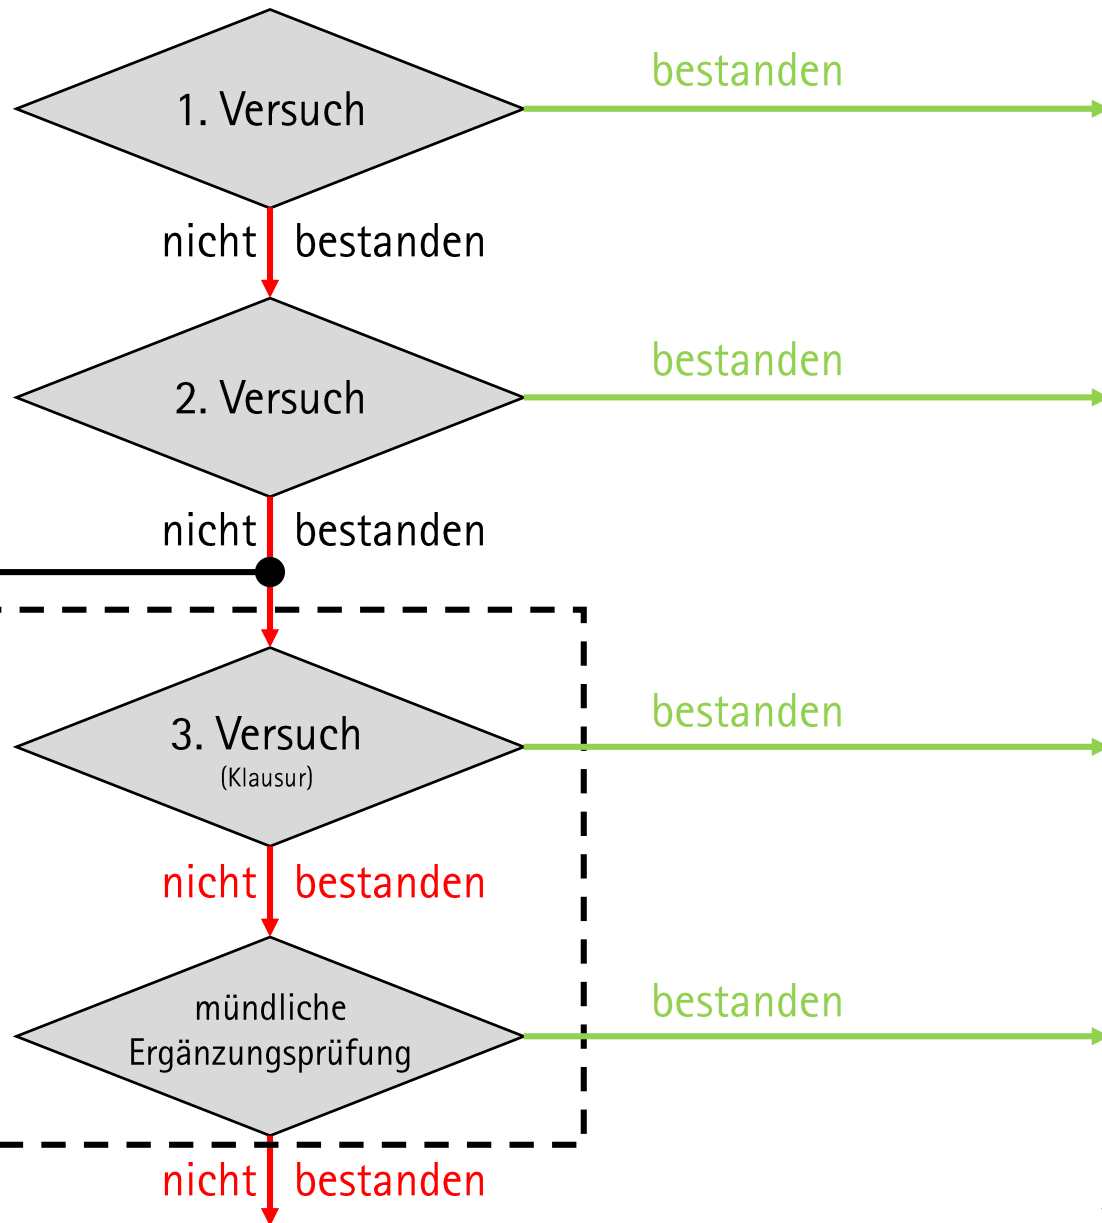 bestanden
1. Versuch
nicht bestanden
bestanden
2. Versuch
nicht bestanden
bestanden
3. Versuch
(Klausur)
nicht bestanden
bestanden
mündliche
Ergänzungsprüfung
nicht bestanden